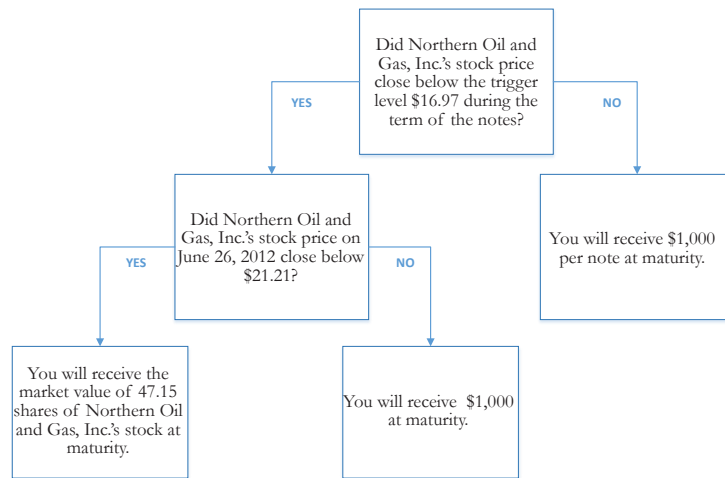 Did Northern Oil and
Gas, Inc.'s stock price
close below the trigger
level $16.97 during the
term of the notes?
YES
NO
Did Northern Oil and
Gas, Inc.'s stock price on
June 26, 2012 close below
$21.21?
You will receive $1,000
per note at maturity.
YES
NO
You will receive the
market value of 47.15
shares of Northern Oil
and Gas, Inc.'s stock at
maturity.
You will receive $1,000
at maturity.